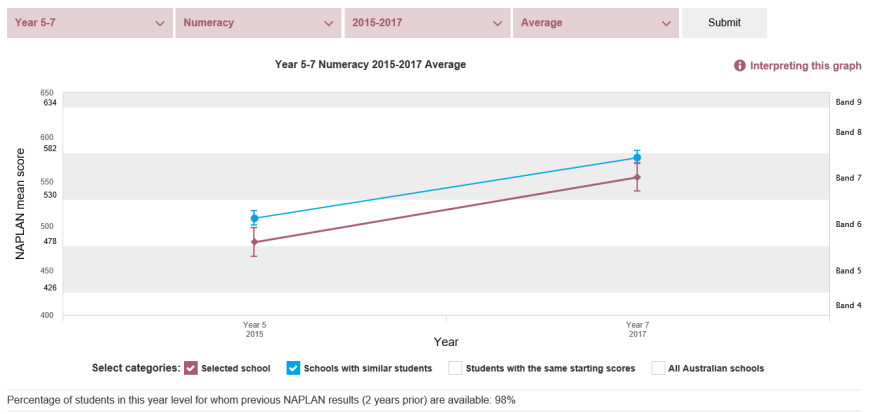 Year 5-7
Numeracy
2015-2017
Average
Submit
Year 5-7 Numeracy 2015-2017 Average
Interpreting this graph
NAPLAN mean score
650
634
600
582
550
530
500
478
450
426
400
Band 9
Band 8
Band 7
Band 6
Band 5
Band 4
Year 5
2015
Year 7
2017
Year
Select categories: Selected school Schools with similar students Students with the same starting scores All Australian schools
Percentage of students in this year level for whom previous NAPLAN results (2 years prior) are available: 98%